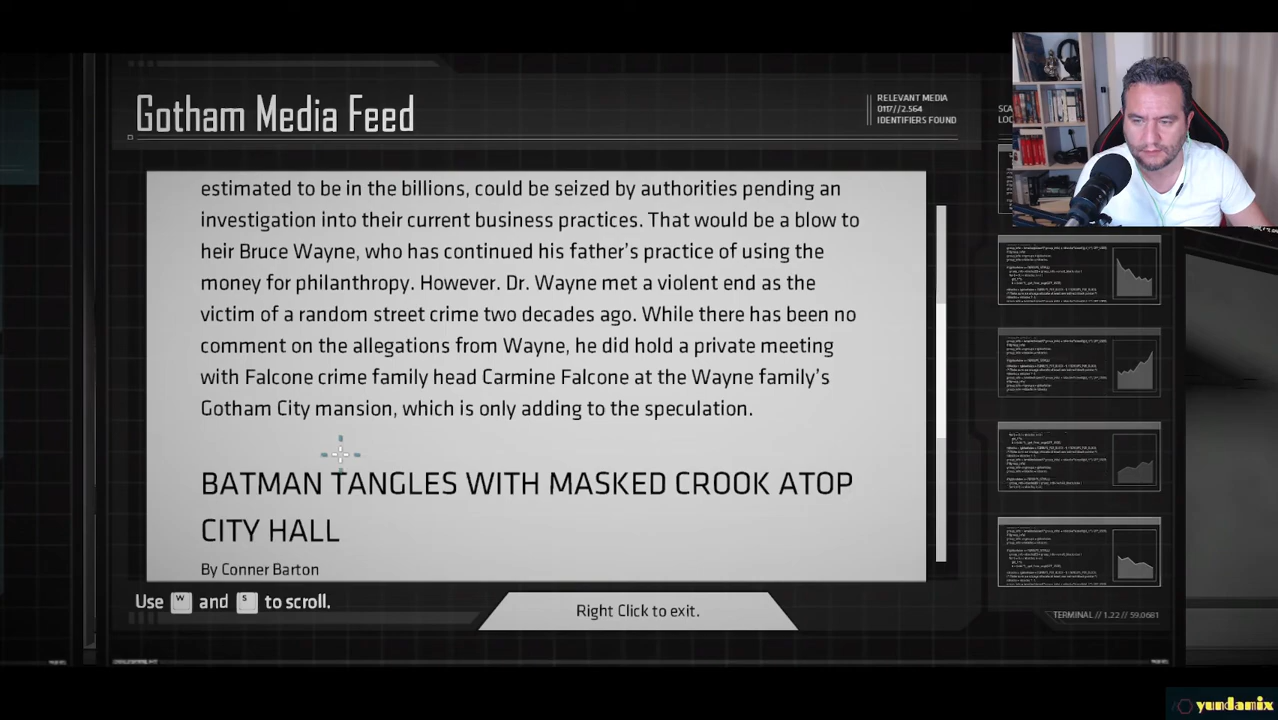 Gotham Media Feed
RELEVANT MEDIA
0117//2.564
IDENTIFIERS FOUND
estimated to be in the billions, could be seized by authorities pending an
investigation into their current business practices. That would be a blow to
heir Bruce Wayne who has continued his father's practice of using the
money for philanthropy. However, Dr. Wayne met a violent end as the
victim of a random street crime two decades ago. While there has been no
comment on the allegations from Wayne, he did hold a private meeting
with Falcone family head Carmine Falcone at the Wayne family's
Gotham City mansion, which is only adding to the speculation.
BATMAN TANGLES WITH MASKED CROOK ATOP
CITY HALL
By Conner Barton
Use W and S to scroll.
Right Click to exit.
TERMINAL // 1.22 // 59.0681
yundamix